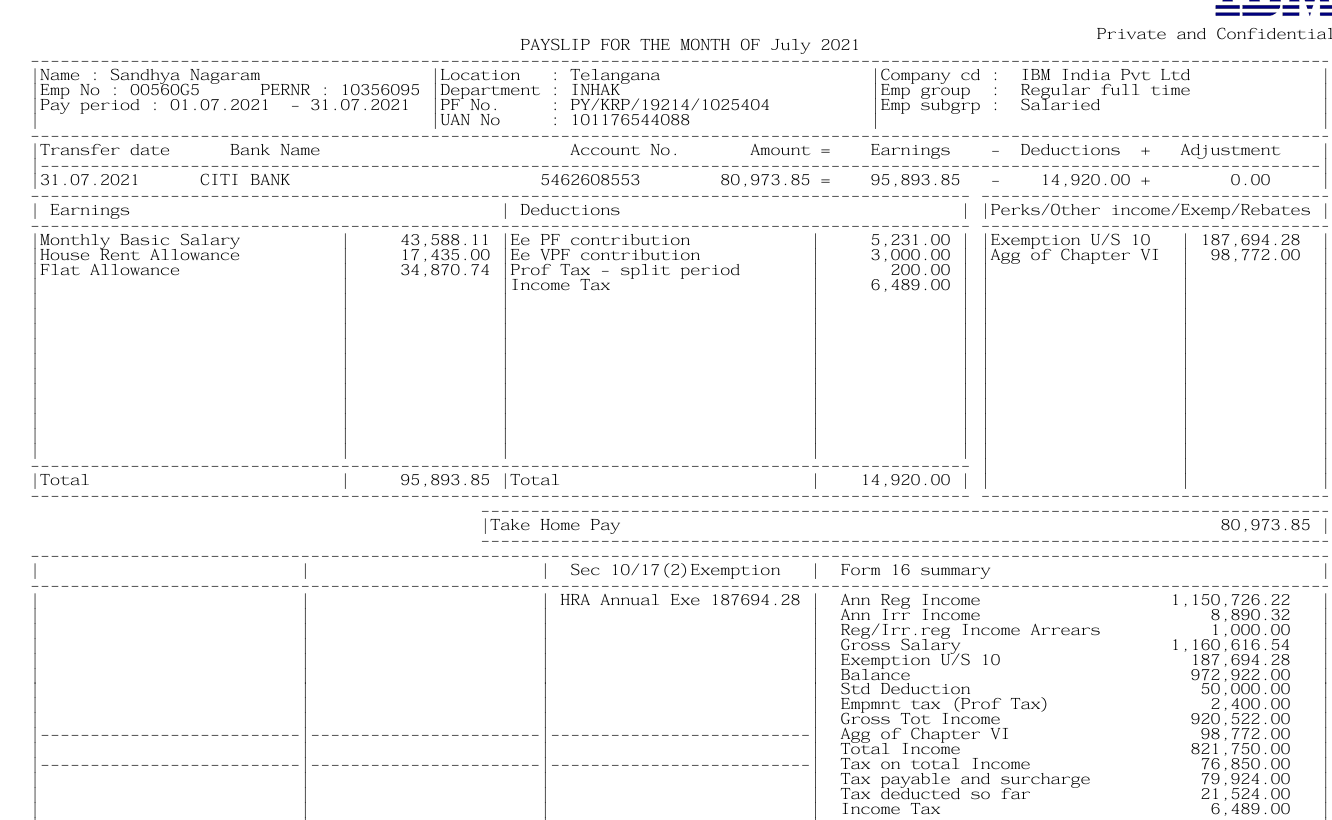 IBM
Private and Confidential
PAYSLIP FOR THE MONTH OF July 2021
Name : Sandhya Nagaram Location : Telangana Company cd : IBM India Pvt Ltd
Emp No : 00560G5 PERNR : 10356095 Department : INHAK Emp group : Regular full time
Pay period : 01.07.2021 - 31.07.2021 PF No. : PY/KRP/19214/1025404 Emp subgrp : Salaried
UAN No : 101176544088
Transfer date Bank Name Account No. Amount = Earnings - Deductions + Adjustment
31.07.2021 CITI BANK 5462608553 80,973.85 = 95,893.85 - 14,920.00 + 0.00
Earnings Deductions Perks/Other income/Exemp/Rebates
Monthly Basic Salary 43,588.11 Ee PF contribution 5,231.00 Exemption U/S 10 187,694.28
House Rent Allowance 17,435.00 Ee VPF contribution 3,000.00 Agg of Chapter VI 98,772.00
Flat Allowance 34,870.74 Prof Tax - split period 200.00
Income Tax 6,489.00
Total 95,893.85 Total 14,920.00
Take Home Pay 80,973.85
Sec 10/17(2)Exemption Form 16 summary
HRA Annual Exe 187694.28 Ann Reg Income 1,150,726.22
Ann Irr Income 8,890.32
Reg/Irr.reg Income Arrears 1,000.00
Gross Salary 1,160,616.54
Exemption U/S 10 187,694.28
Balance 972,922.00
Std Deduction 50,000.00
Empmnt tax (Prof Tax) 2,400.00
Gross Tot Income 920,522.00
Agg of Chapter VI 98,772.00
Total Income 821,750.00
Tax on total Income 76,850.00
Tax payable and surcharge 79,924.00
Tax deducted so far 21,524.00
Income Tax 6,489.00